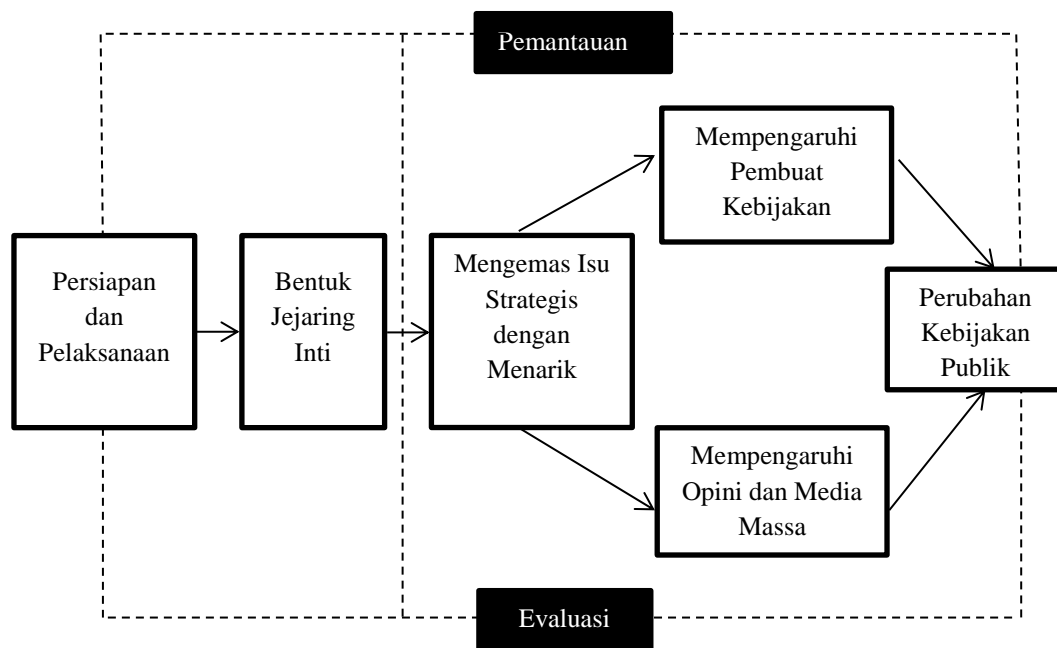 Pemantauan
Persiapan
dan
Pelaksanaan
Bentuk
Jejaring
Inti
Mengemas Isu
Strategis
dengan
Menarik
Mempengaruhi
Pembuat
Kebijakan
Mempengaruhi
Opini dan Media
Massa
Perubahan
Kebijakan
Publik
Evaluasi